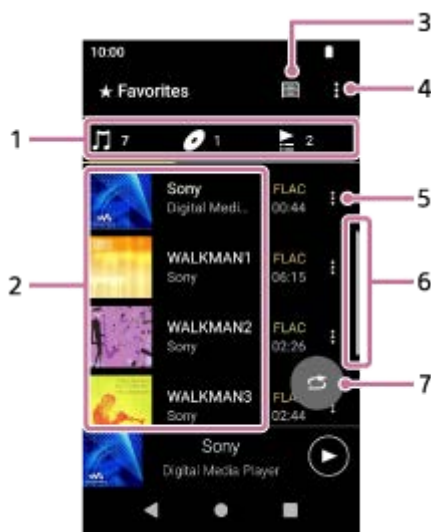 3
10:00
★ Favorites
4
1
7 1 2
Sony FLAC
Digital Medi... 00:44
5
WALKMAN1 FLAC
Sony 06:15
6
2
WALKMAN2 FLAC
Sony 02:26
7
WALKMAN3
Sony 02:44
Sony
Digital Media Player